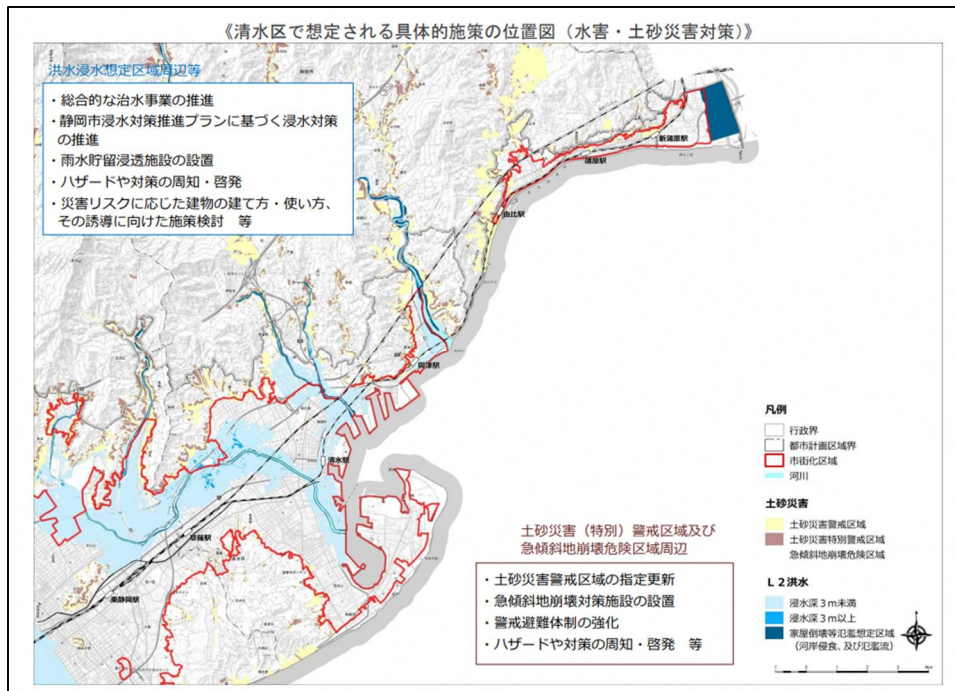 《清水区で想定される具体的施策の位置図（水害・土砂災害対策）》
洪水浸水想定区域周辺等
・総合的な治水事業の推進
・静岡市浸水対策推進プランに基づく浸水対策
の推進
・雨水貯留浸透施設の設置
・ハザードや対策の周知・啓発
・災害リスクに応じた建物の建て方・使い方、
その誘導に向けた施策検討　等
新蒲原駅
蒲原駅
由比駅
興津駅
清水駅
草薙駅
東静岡駅
土砂災害（特別）警戒区域及び
急傾斜地崩壊危険区域周辺
・土砂災害警戒区域の指定更新
・急傾斜地崩壊対策施設の設置
・警戒避難体制の強化
・ハザードや対策の周知・啓発　等
凡例
行政界
都市計画区域界
市街化区域
河川
土砂災害
土砂災害警戒区域
土砂災害特別警戒区域
急傾斜地崩壊危険区域
Ｌ２洪水
浸水深３ｍ未満
浸水深３ｍ以上
家屋倒壊等氾濫想定区域
（河岸侵食、及び氾濫流）